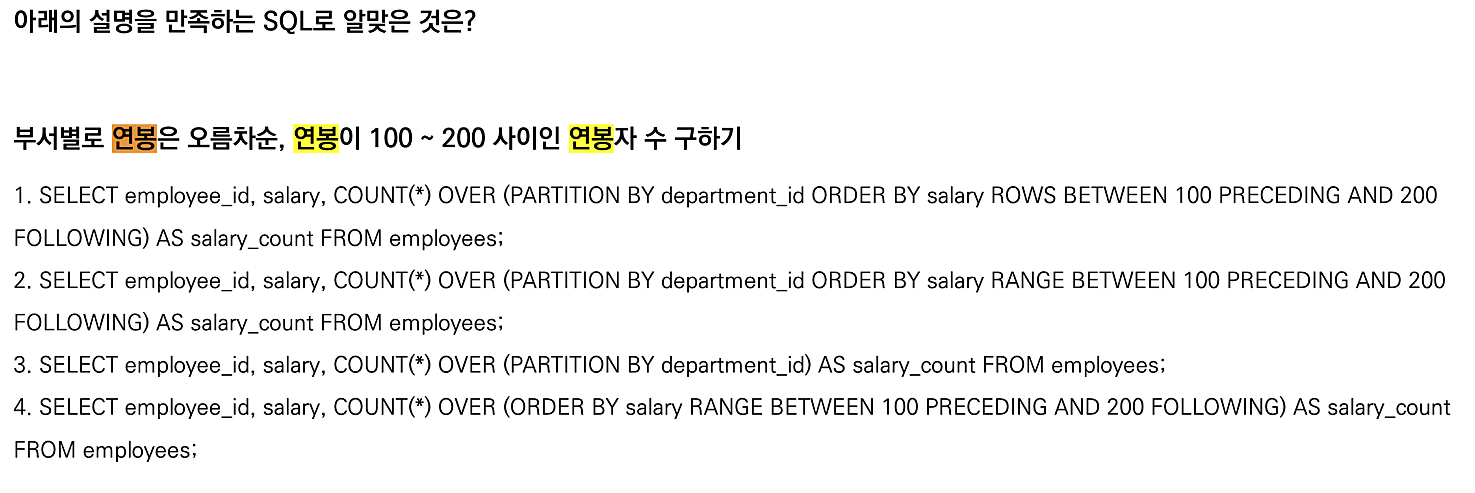 아래의 설명을 만족하는 SQL로 알맞은 것은?
부서별로 연봉은 오름차순, 연봉이 100 ~ 200 사이인 연봉자 수 구하기
1. SELECT employee_id, salary, COUNT(*) OVER (PARTITION BY department_id ORDER BY salary ROWS BETWEEN 100 PRECEDING AND 200
FOLLOWING) AS salary_count FROM employees;
2. SELECT employee_id, salary, COUNT(*) OVER (PARTITION BY department_id ORDER BY salary RANGE BETWEEN 100 PRECEDING AND 200
FOLLOWING) AS salary_count FROM employees;
3. SELECT employee_id, salary, COUNT(*) OVER (PARTITION BY department_id) AS salary_count FROM employees;
4. SELECT employee_id, salary, COUNT(*) OVER (ORDER BY salary RANGE BETWEEN 100 PRECEDING AND 200 FOLLOWING) AS salary_count
FROM employees;